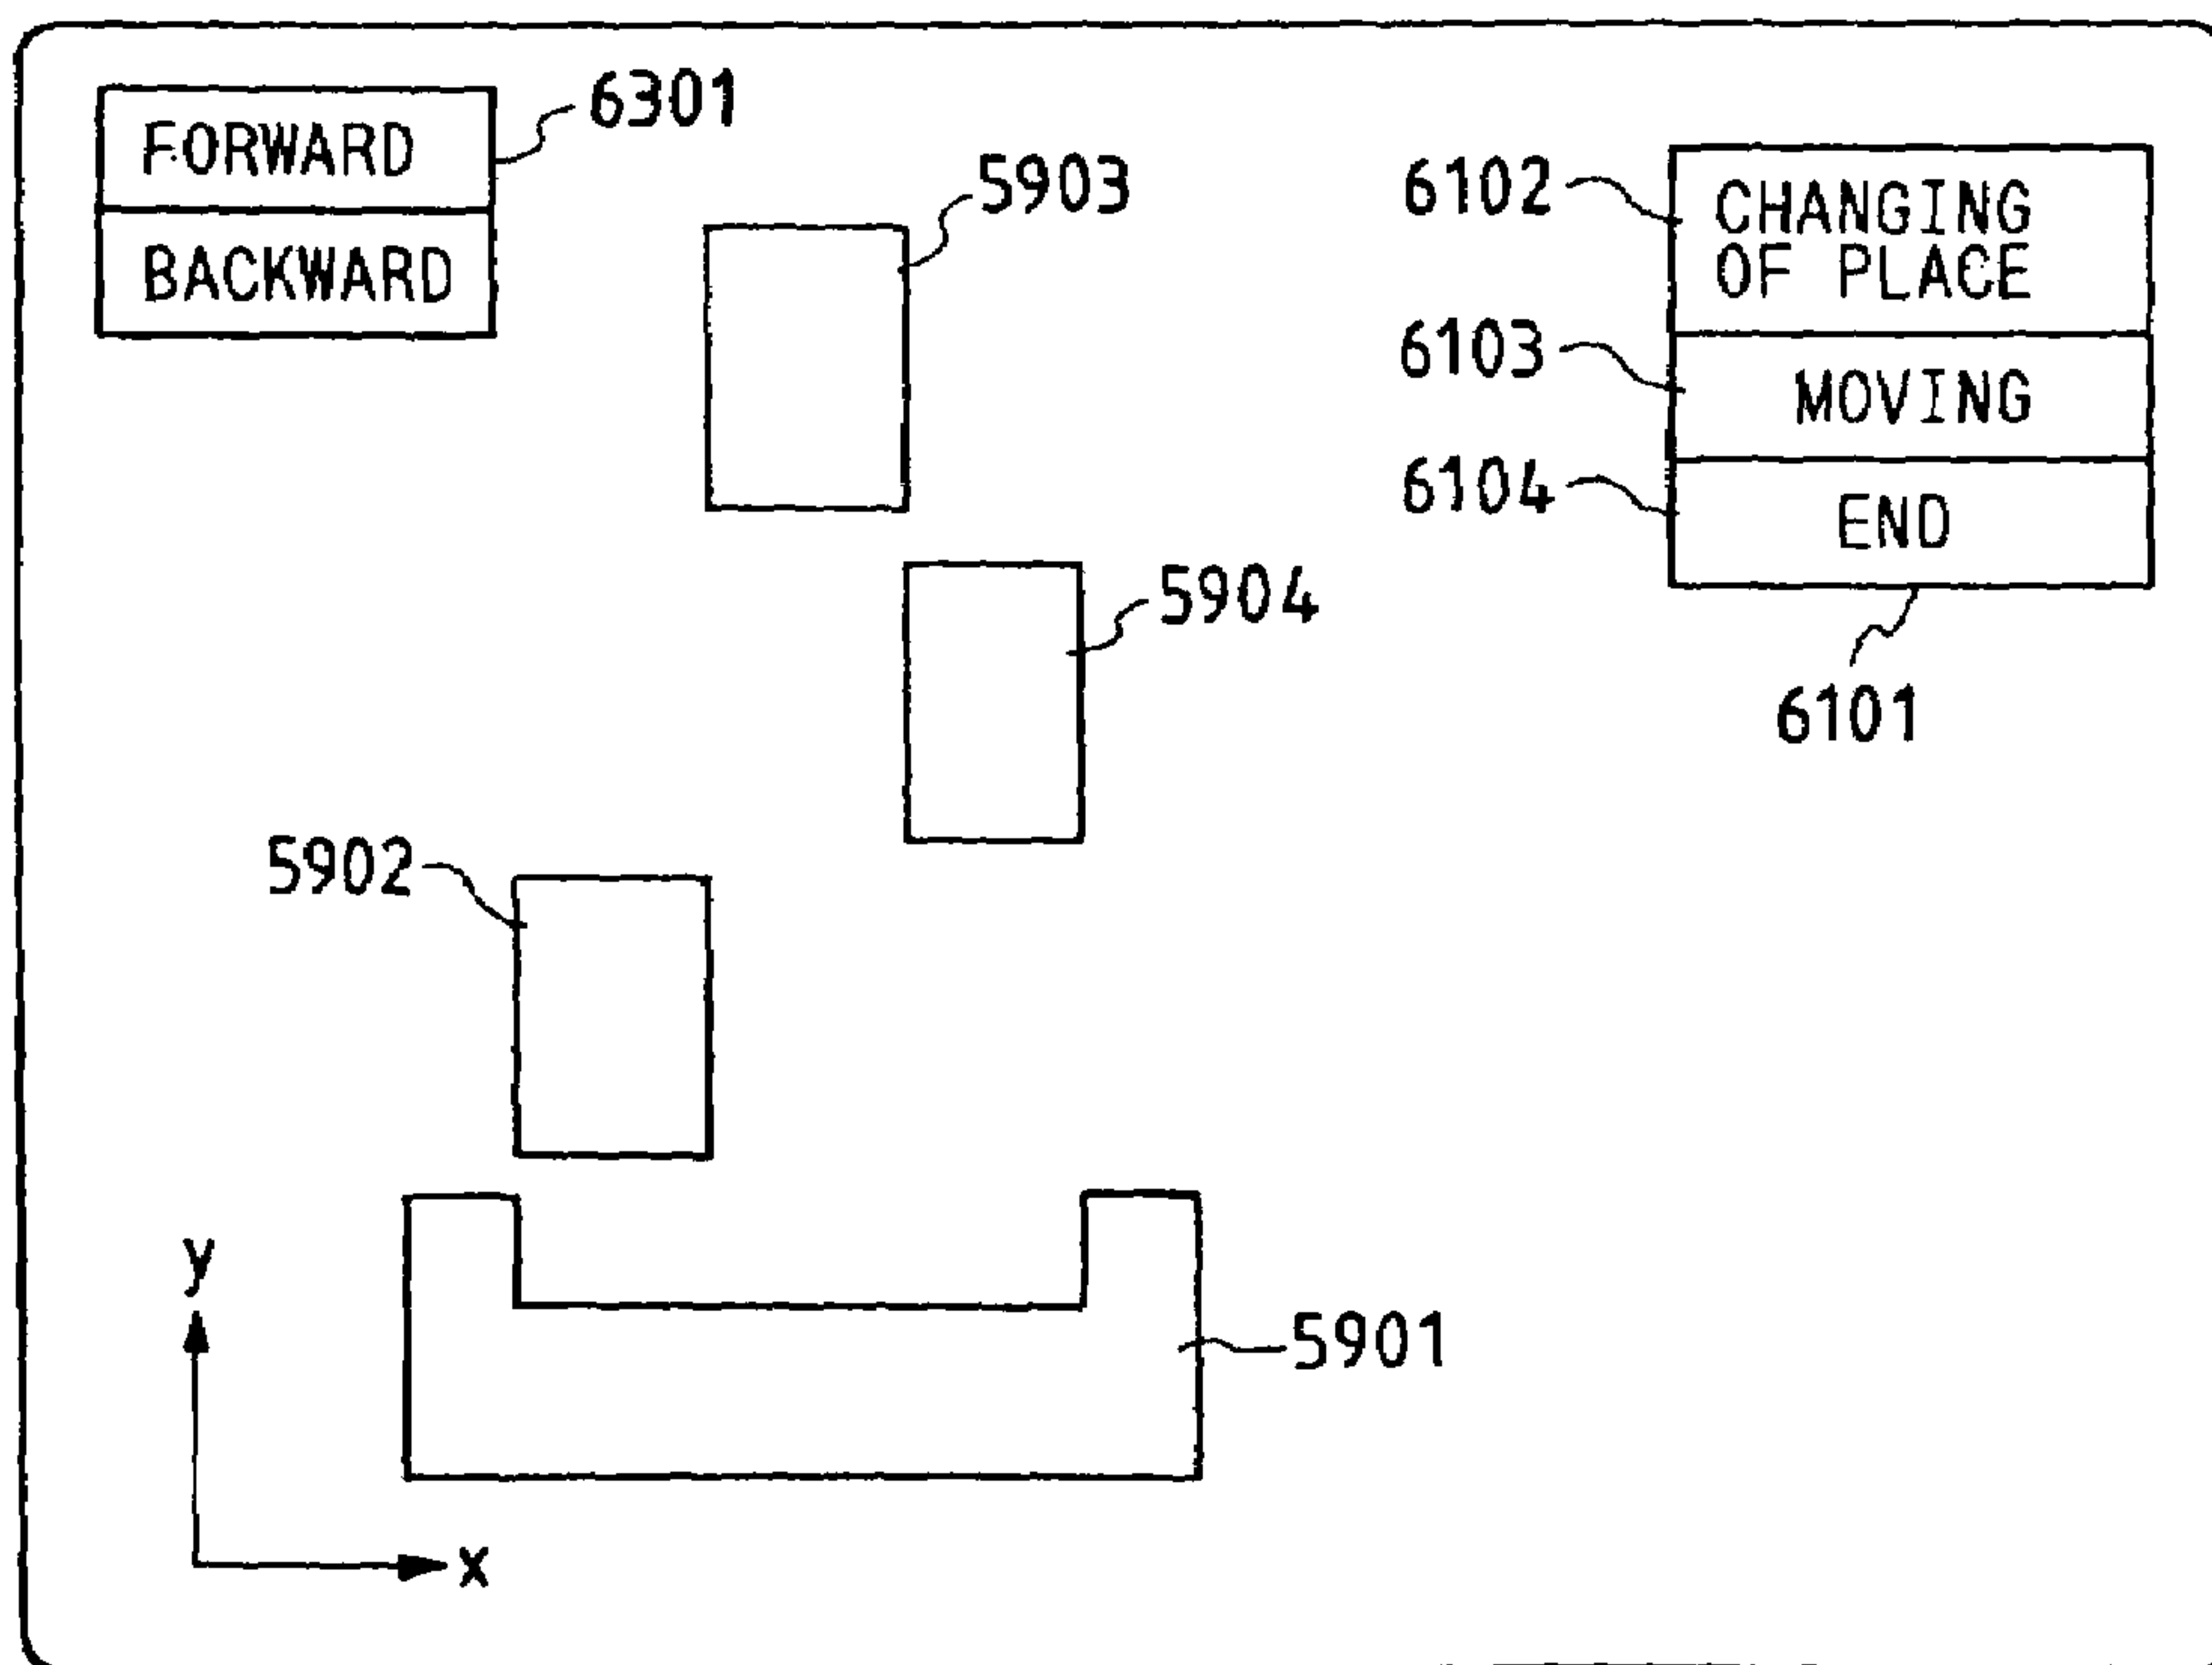 FORWARD
BACKWARD
6301
5903
6102
CHANGING
OF PLACE
6103
MOVING
6104
END
6101
5904
5902
5901
y
x